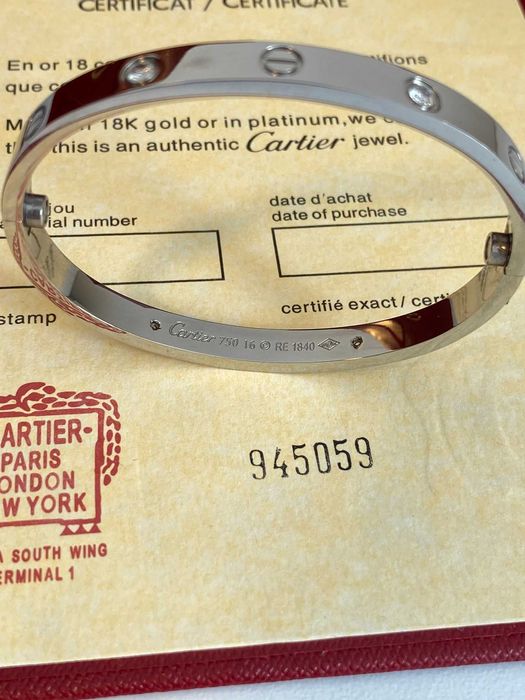 CERTIFICAT / CERTIFICATE
En or 18
que c
18K gold or in platinum, we
this is an authentic Cartier jewel.
number
date d'achat
date of purchase
stamp
certifié exact /
Cartier 750 16 © RE 1840
945059
ARTIER-
PARIS
ONDON
W YORK
SOUTH WING
ERMINAL 1